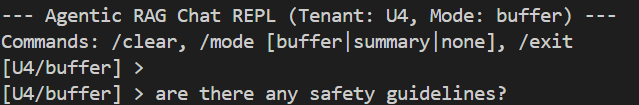 --- Agentic RAG Chat REPL (Tenant: U4, Mode: buffer) ---
Commands: /clear, /mode [buffer|summary|none], /exit
[U4/buffer] >
[U4/buffer] > are there any safety guidelines?